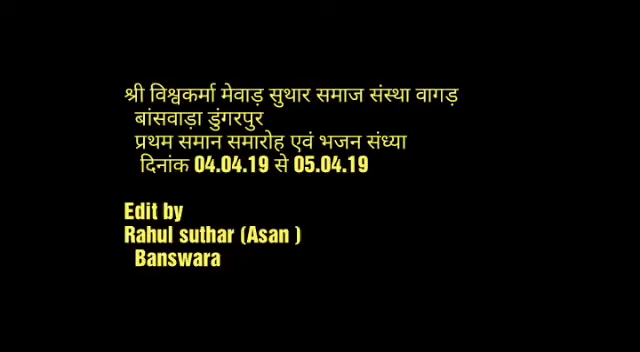 श्री विश्वकर्मा मेवाड़ सुथार समाज संस्था वागड़
बांसवाड़ा डुंगरपुर
प्रथम समान समारोह एवं भजन संध्या
दिनांक 04.04.19 से 05.04.19
Edit by
Rahul suthar (Asan )
Banswara